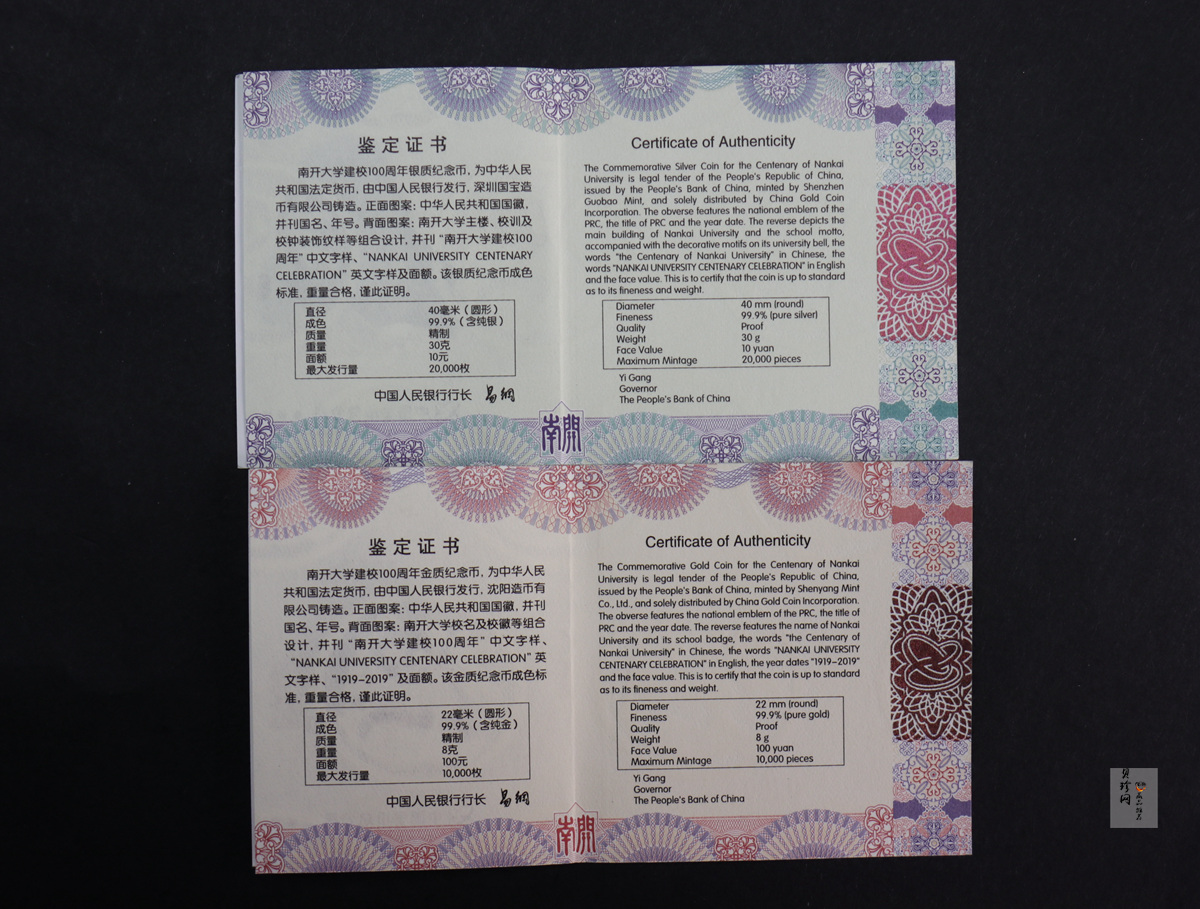 鉴定证书
南开大学建校100周年银质纪念币，为中华人民
共和国法定货币，由中国人民银行发行，深圳国宝造
币有限公司铸造。正面图案：中华人民共和国国徽，
并刊国名、年号。背面图案：南开大学主楼、校训及
校钟装饰纹样等组合设计，并刊“南开大学建校100
周年”中文字样、“NANKAI UNIVERSITY CENTENARY
CELEBRATION”英文字样及面额。该银质纪念币成色
标准，重量合格，谨此证明。
直径 40毫米（圆形）
成色 99.9%（含纯银）
质量 精制
重量 30克
面额 10元
最大发行量 20,000枚
中国人民银行行长 易纲
Certificate of Authenticity
The Commemorative Silver Coin for the Centenary of Nankai
University is legal tender of the People's Republic of China,
issued by the People's Bank of China, minted by Shenzhen
Guobao Mint, and solely distributed by China Gold Coin
Incorporation. The obverse features the national emblem of the
PRC, the title of PRC and the year date. The reverse depicts the
main building of Nankai University and the school motto,
accompanied with the decorative motifs on its university bell, the
words "the Centenary of Nankai University" in Chinese, the
words "NANKAI UNIVERSITY CENTENARY CELEBRATION" in English
and the face value. This is to certify that the coin is up to standard
as to its fineness and weight.
Diameter 40 mm (round)
Fineness 99.9% (pure silver)
Quality Proof
Weight 30 g
Face Value 10 yuan
Maximum Mintage 20,000 pieces
Yi Gang
Governor
The People's Bank of China
南開
鉴定证书
南开大学建校100周年金质纪念币，为中华人民
共和国法定货币，由中国人民银行发行，沈阳造币有
限公司铸造。正面图案：中华人民共和国国徽，并刊
国名、年号。背面图案：南开大学校名及校徽等组合
设计，并刊“南开大学建校100周年”中文字样、
“NANKAI UNIVERSITY CENTENARY CELEBRATION”英
文字样、“1919-2019”及面额。该金质纪念币成色标
准，重量合格，谨此证明。
直径 22毫米（圆形）
成色 99.9%（含纯金）
质量 精制
重量 8克
面额 100元
最大发行量 10,000枚
中国人民银行行长 易纲
Certificate of Authenticity
The Commemorative Gold Coin for the Centenary of Nankai
University is legal tender of the People's Republic of China,
issued by the People's Bank of China, minted by Shenyang Mint
Co., Ltd., and solely distributed by China Gold Coin Incorporation.
The obverse features the national emblem of the PRC, the title of
PRC and the year date. The reverse features the name of Nankai
University and its school badge, the words "the Centenary of
Nankai University" in Chinese, the words "NANKAI UNIVERSITY
CENTENARY CELEBRATION" in English, the year dates "1919-2019"
and the face value. This is to certify that the coin is up to standard
as to its fineness and weight.
Diameter 22 mm (round)
Fineness 99.9% (pure gold)
Quality Proof
Weight 8 g
Face Value 100 yuan
Maximum Mintage 10,000 pieces
Yi Gang
Governor
The People's Bank of China
南開
贝珍网